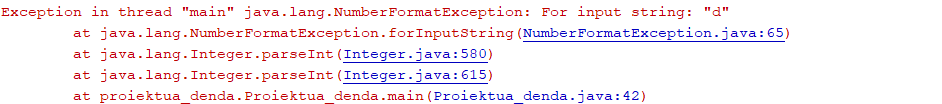 Exception in thread "main" java.lang.NumberFormatException: For input string: "d"
at java.lang.NumberFormatException.forInputString(NumberFormatException.java:65)
at java.lang.Integer.parseInt(Integer.java:580)
at java.lang.Integer.parseInt(Integer.java:615)
at proiektua_denda.Proiektua_denda.main(Proiektua_denda.java:42)